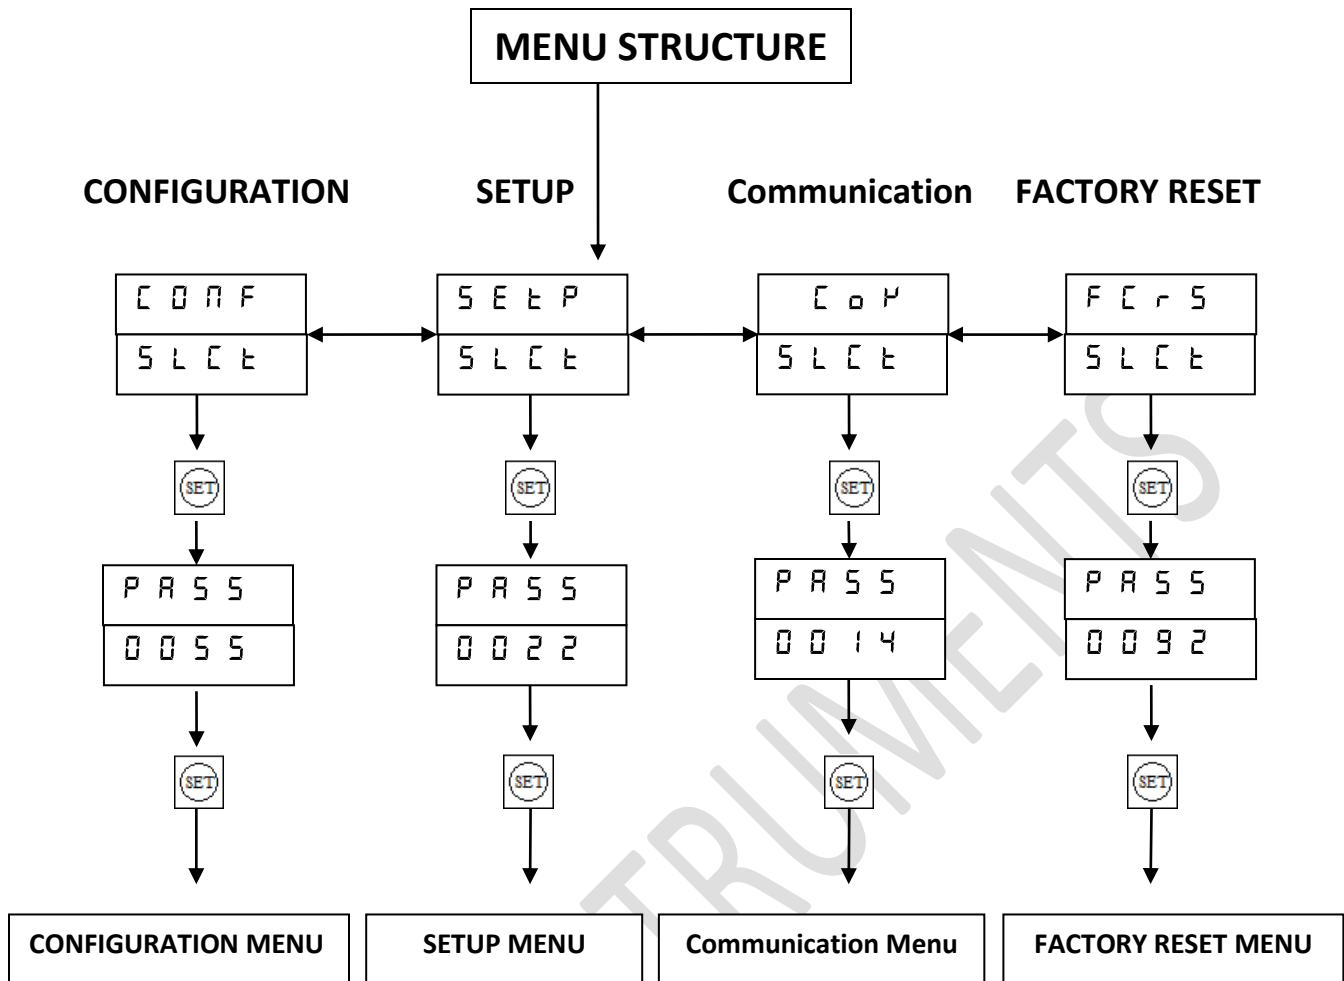 MENU STRUCTURE
CONFIGURATION SETUP Communication FACTORY RESET
C O N F S E t P C o M F C r S
S L C t S L C t S L C t S L C t
SET SET SET SET
P A S S P A S S P A S S P A S S
0 0 5 5 0 0 2 2 0 0 1 4 0 0 9 2
SET SET SET SET
TRUMENTS
CONFIGURATION MENU SETUP MENU Communication Menu FACTORY RESET MENU